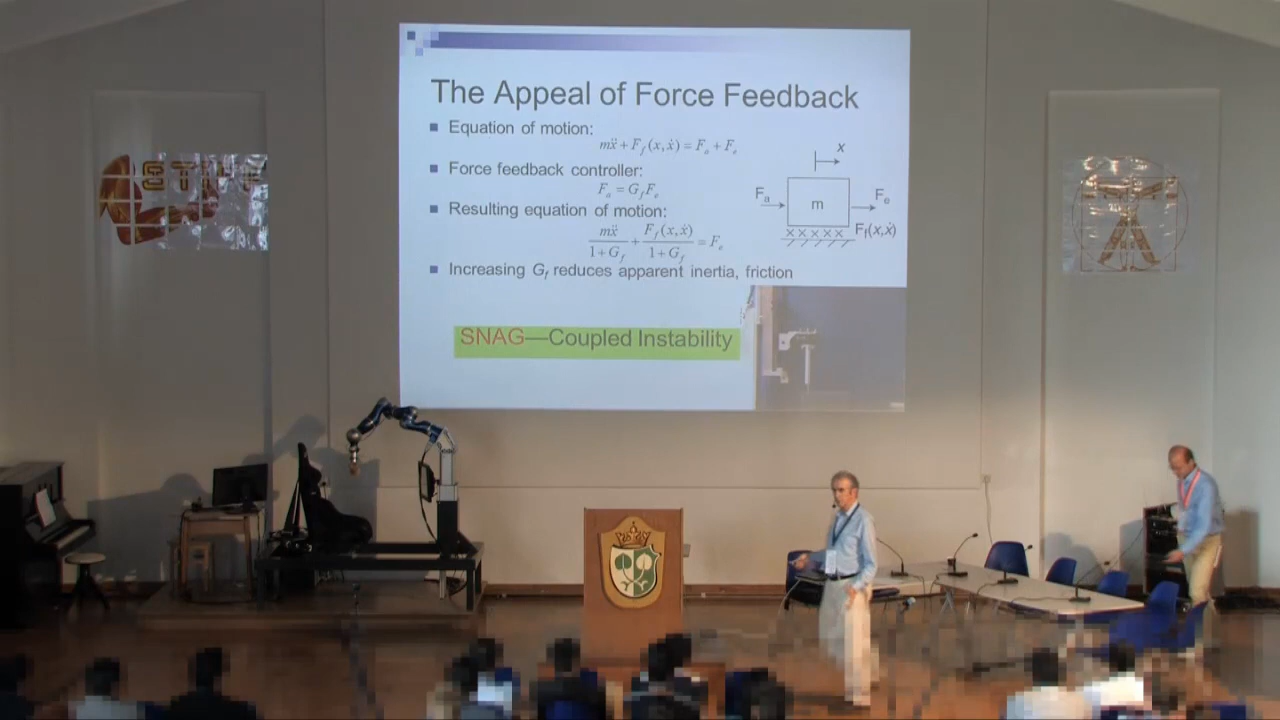 The Appeal of Force Feedback
Equation of motion:
mẍ + F_f(x,ẋ) = F_a + F_e
Force feedback controller:
F_a = G_f F_e
Resulting equation of motion:
mẍ/(1+G_f) + F_f(x,ẋ)/(1+G_f) = F_e
Increasing G_f reduces apparent inertia, friction
x
F_a
m
F_e
xxxxx
F_f(x,ẋ)
SNAG—Coupled Instability
STIFF